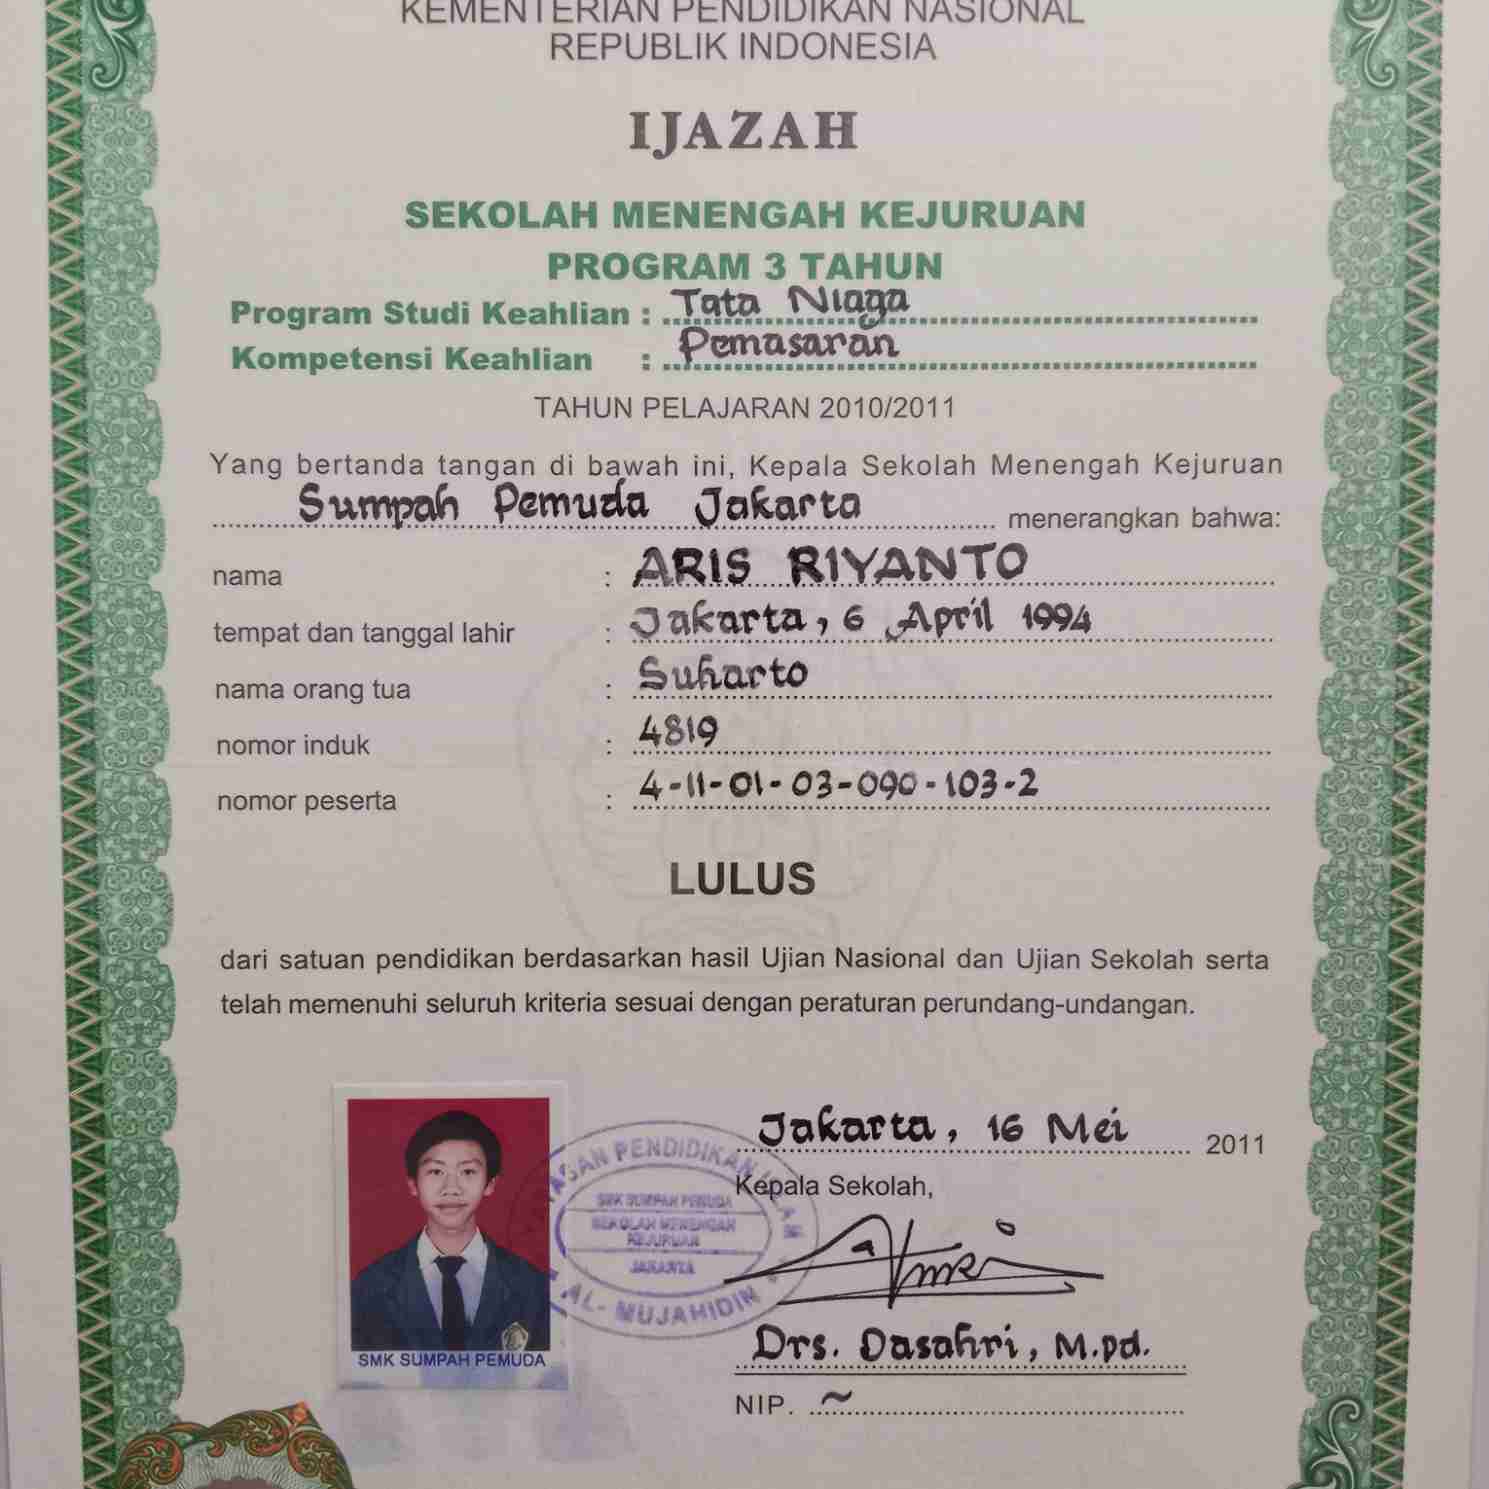 KEMENTERIAN PENDIDIKAN NASIONAL
REPUBLIK INDONESIA
IJAZAH
SEKOLAH MENENGAH KEJURUAN
PROGRAM 3 TAHUN
Program Studi Keahlian : Tata Niaga
Kompetensi Keahlian : Pemasaran
TAHUN PELAJARAN 2010/2011
Yang bertanda tangan di bawah ini, Kepala Sekolah Menengah Kejuruan
Sumpah Pemuda Jakarta menerangkan bahwa:
nama : ARIS RIYANTO
tempat dan tanggal lahir : Jakarta, 6 April 1994
nama orang tua : Suharto
nomor induk : 4819
nomor peserta : 4-11-01-03-090-103-2
LULUS
dari satuan pendidikan berdasarkan hasil Ujian Nasional dan Ujian Sekolah serta
telah memenuhi seluruh kriteria sesuai dengan peraturan perundang-undangan.
Jakarta, 16 Mei 2011
Kepala Sekolah,
PENDIDIKAN ISLAM
SMK SUMPAH PEMUDA
SEKOLAH MENENGAH
KEJURUAN
JAKARTA
AL-MUJAHIDIN
SMK SUMPAH PEMUDA
Drs. Dasahri, M.pd.
NIP. ~